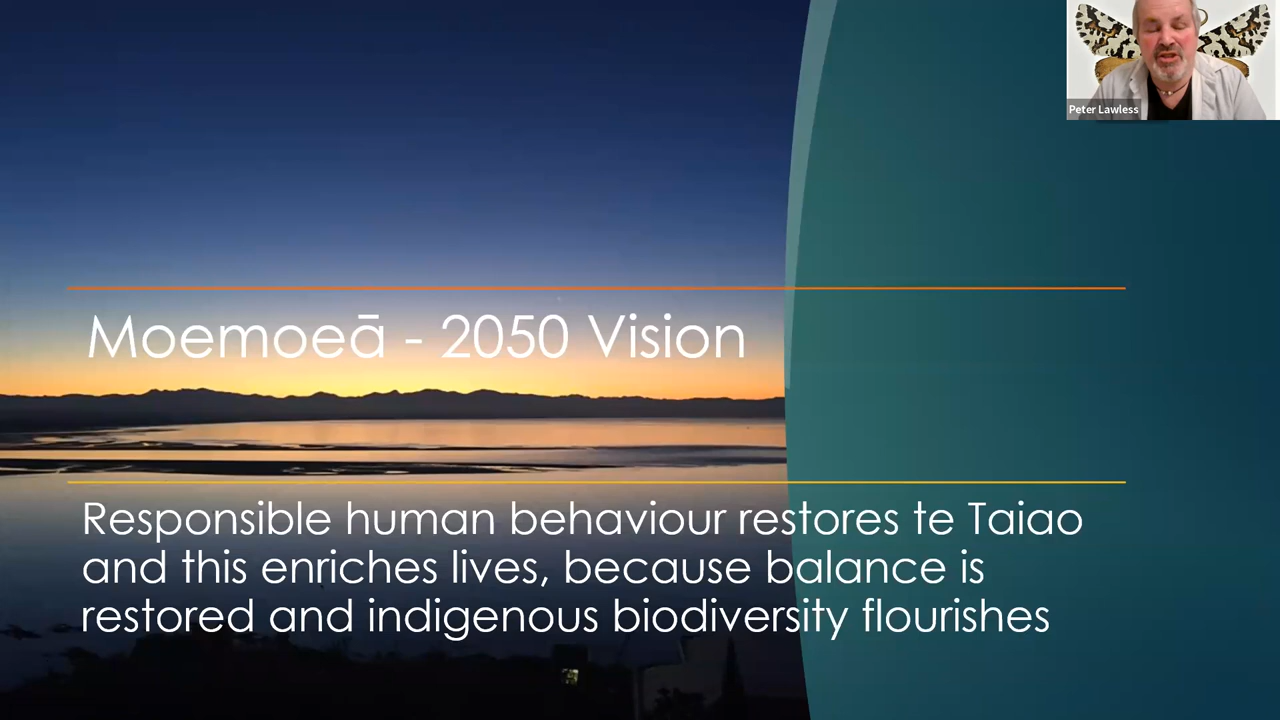 Peter Lawless
Moemoeā - 2050 Vision
Responsible human behaviour restores te Taiao
and this enriches lives, because balance is
restored and indigenous biodiversity flourishes